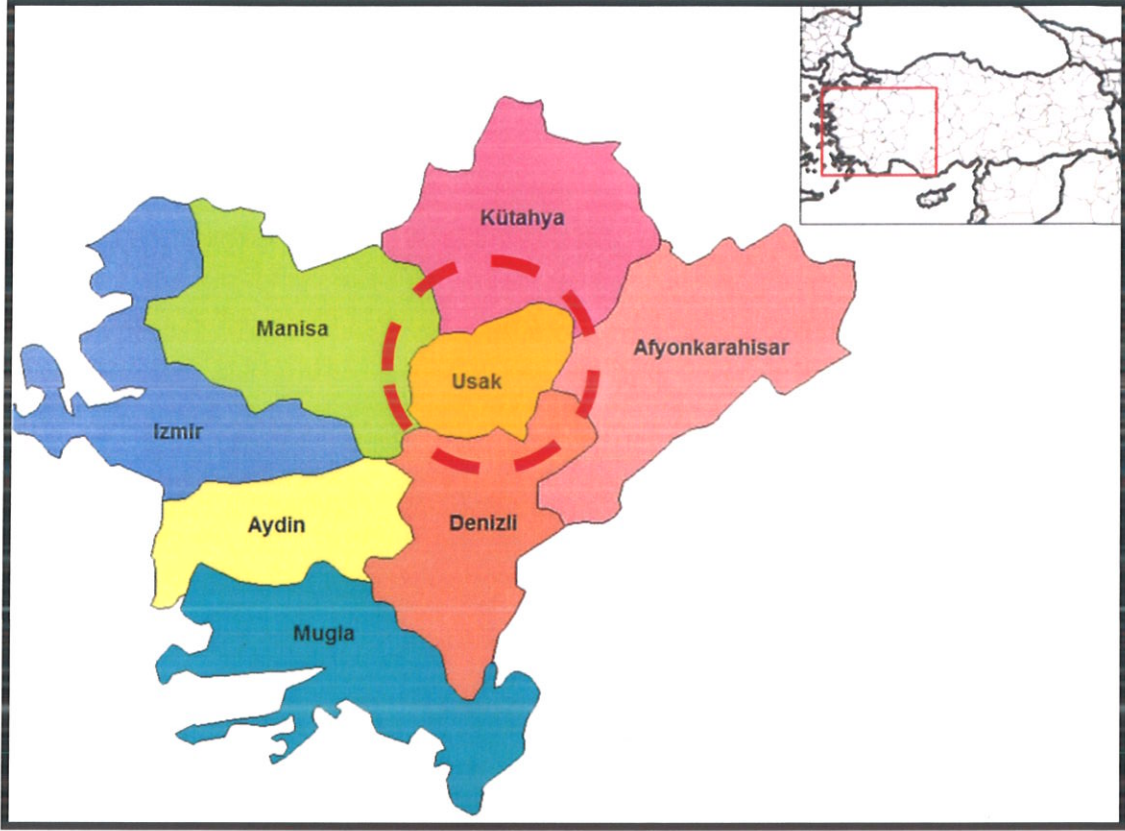 Kütahya
Manisa
Afyonkarahisar
Usak
Izmir
Aydin
Denizli
Mugla